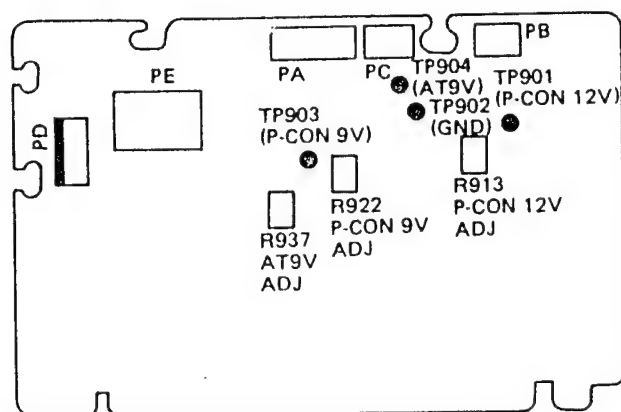 PB
PE
PA
PC
TP904
(AT9V)
TP901
(P-CON 12V)
TP902
(GND)
TP903
(P-CON 9V)
PD
R913
P-CON 12V
ADJ
R922
P-CON 9V
ADJ
R937
AT9V
ADJ